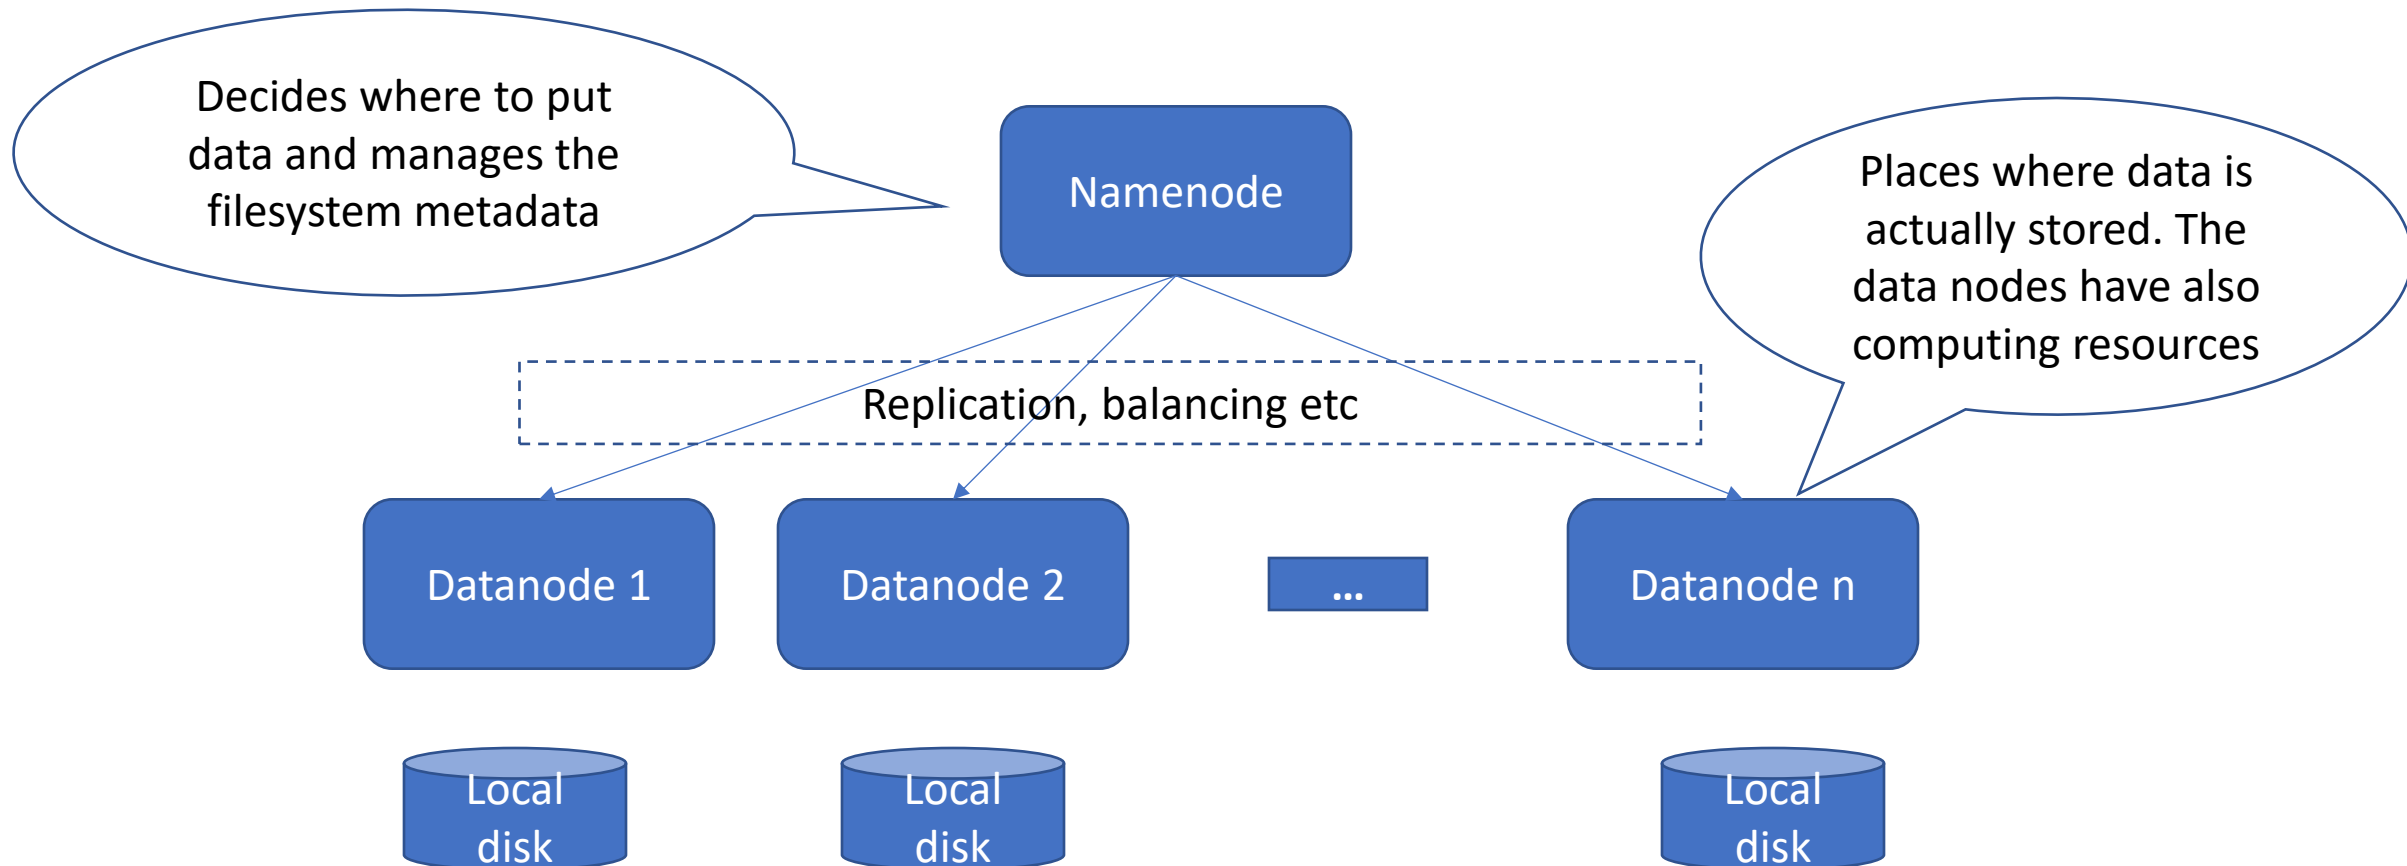 Decides where to put
data and manages the
filesystem metadata
Namenode
Places where data is
actually stored. The
data nodes have also
computing resources
Replication, balancing etc
Datanode 1
Datanode 2
...
Datanode n
Local
disk
Local
disk
Local
disk